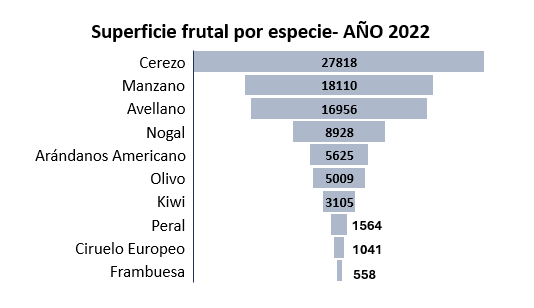 Superficie frutal por especie- AÑO 2022
Cerezo 27818
Manzano 18110
Avellano 16956
Nogal 8928
Arándanos Americano 5625
Olivo 5009
Kiwi 3105
Peral 1564
Ciruelo Europeo 1041
Frambuesa 558